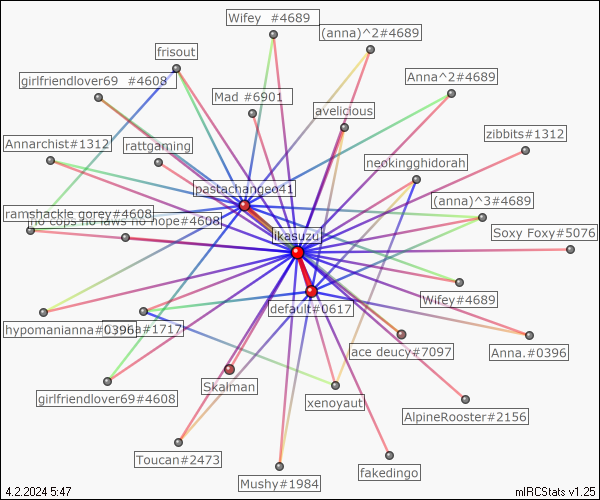 Wifey #4689
(anna)^2#4689
frisout
girlfriendlover69 #4608
Anna^2#4689
Mad #6901
avelicious
zibbits#1312
Annarchist#1312
rattgaming
neokingghidorah
pastachangeo41
(anna)^3#4689
ramshackle gorey#4608
no cops no laws no hope#4608
ikasuzu
Soxy Foxy#5076
Wifey#4689
default#0617
hypomanianna#0396
#1717
ace deucy#7097
Anna.#0396
Skalman
girlfriendlover69#4608
xenoyaut
AlpineRooster#2156
Toucan#2473
fakedingo
Mushy#1984
4.2.2024 5:47
mIRCStats v1.25